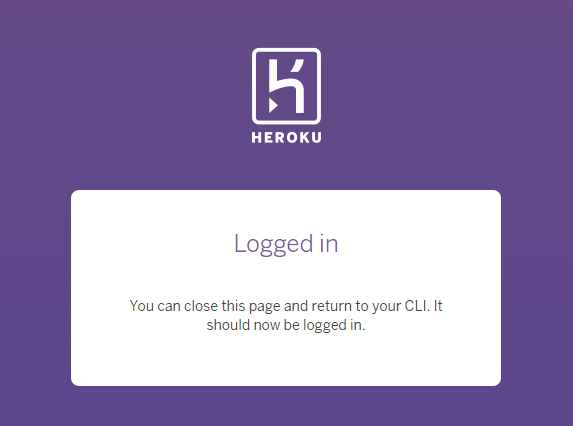 HEROKU
Logged in
You can close this page and return to your CLI. It
should now be logged in.